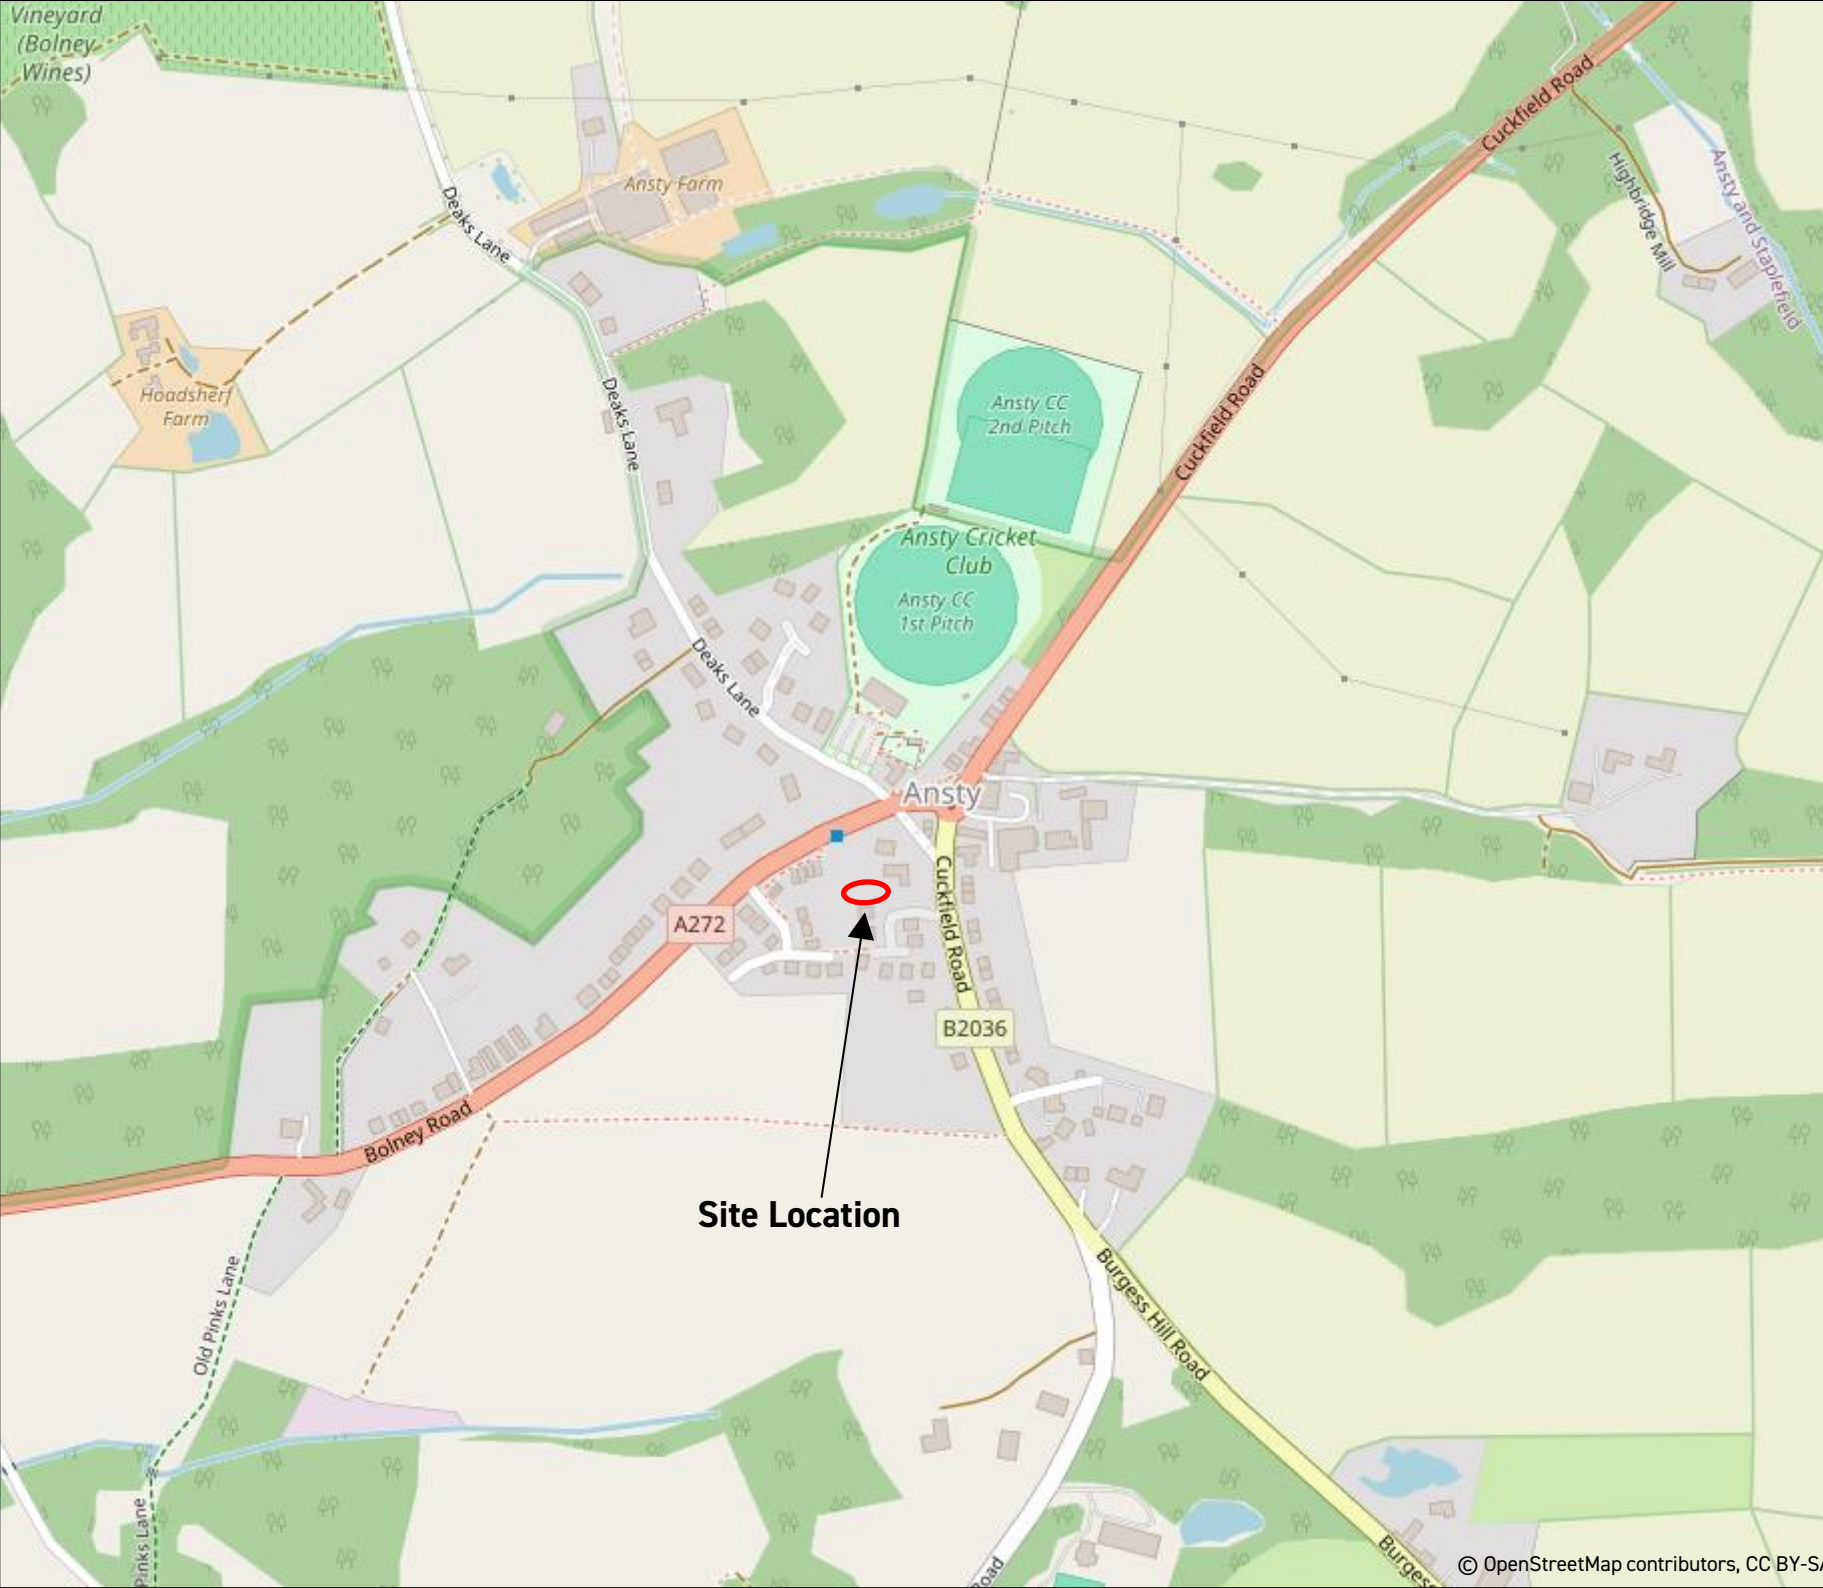 Vineyard
(Bolney
Wines)
Cuckfield Road
Ansty Farm
Deaks Lane
Highbridge Mill
Ansty and Staplefield
Hoadsherf
Farm
Deaks Lane
Ansty CC
2nd Pitch
Cuckfield Road
Ansty Cricket
Club
Ansty CC
1st Pitch
Deaks Lane
Ansty
Cuckfield Road
A272
B2036
Bolney Road
Site Location
Old Pinks Lane
Burgess Hill Road
Pinks Lane
Road
Burgess
© OpenStreetMap contributors, CC BY-SA